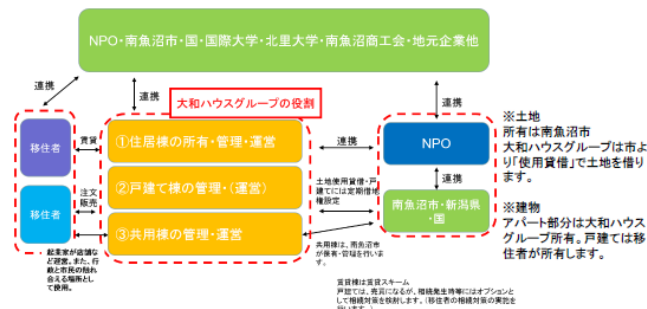 NPO・南魚沼市・国・国際大学・北里大学・南魚沼商工会・地元企業他
連携
連携
連携
大和ハウスグループの役割
移住者
賃貸
①住居棟の所有・管理・運営
連携
NPO
②戸建て棟の管理・(運営)
連携
移住者
注文
販売
土地使用貸借・戸
建てには定期借地
権設定
南魚沼市・新潟県
・国
③共用棟の管理・運営
起業家が店舗な
ど運営。また、行
政と市民の触れ
合える場所とし
て使用。
共用棟は、南魚沼市
が保有・管理を行いま
す。
賃貸棟は賃貸スキーム
戸建ては、売買になるが、相続発生時等にはオプションと
して相続対策を検討します。(移住者の相続対策の実施を
※土地
所有は南魚沼市
大和ハウスグループは市よ
り「使用貸借」で土地を借り
ます。
※建物
アパート部分は大和ハウス
グループ所有。戸建ては移
住者が所有します。